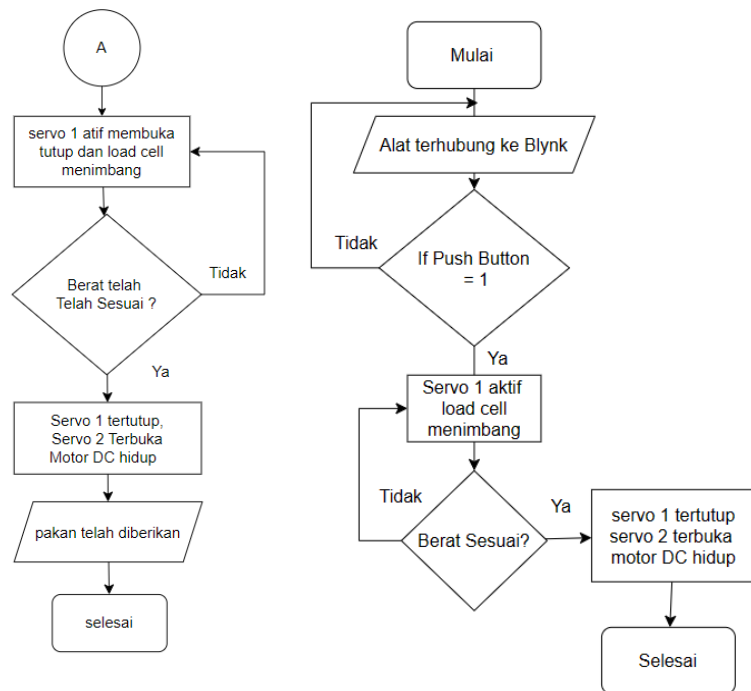 A
servo 1 atif membuka
tutup dan load cell
menimbang
Tidak
Berat telah
Telah Sesuai ?
Ya
Servo 1 tertutup,
Servo 2 Terbuka
Motor DC hidup
pakan telah diberikan
selesai
Mulai
Alat terhubung ke Blynk
Tidak
If Push Button
= 1
Ya
Servo 1 aktif
load cell
menimbang
Tidak
Berat Sesuai?
Ya
servo 1 tertutup
servo 2 terbuka
motor DC hidup
Selesai